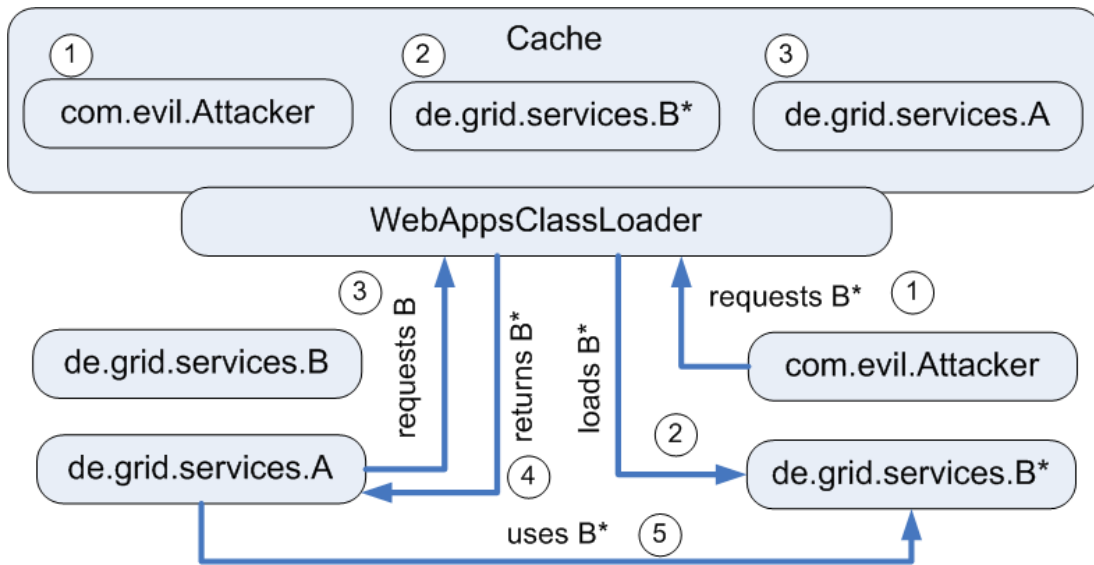 Cache
1
2
3
com.evil.Attacker
de.grid.services.B*
de.grid.services.A
WebAppsClassLoader
3
requests B
returns B*
loads B*
requests B*
1
de.grid.services.B
com.evil.Attacker
2
de.grid.services.A
4
de.grid.services.B*
uses B*
5